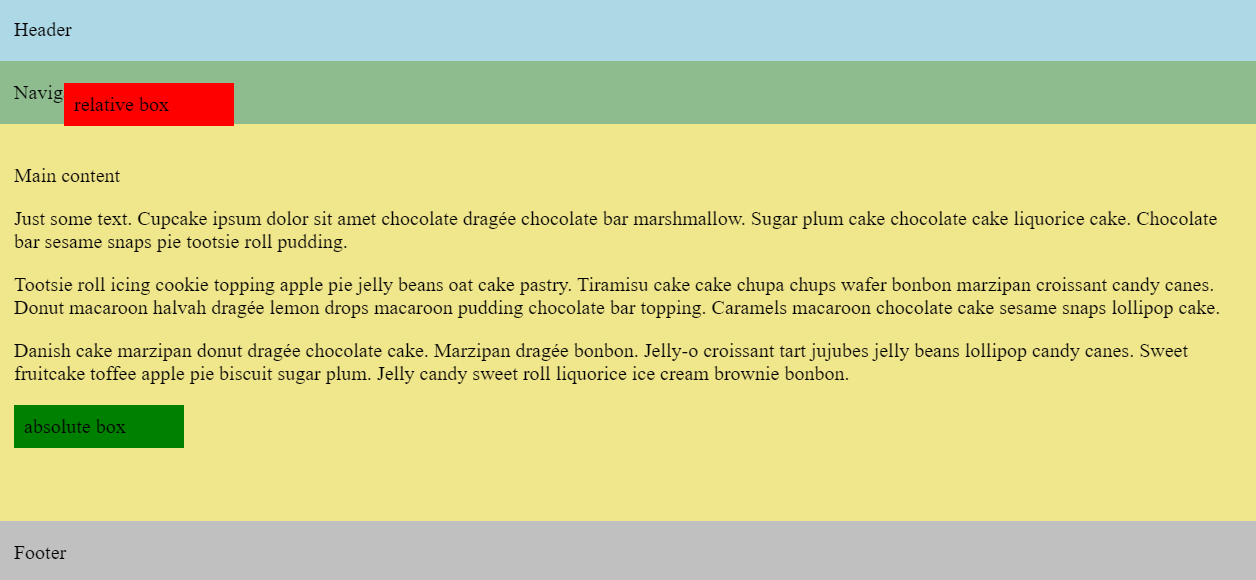 Header
Navig
relative box
Main content
Just some text. Cupcake ipsum dolor sit amet chocolate dragée chocolate bar marshmallow. Sugar plum cake chocolate cake liquorice cake. Chocolate
bar sesame snaps pie tootsie roll pudding.
Tootsie roll icing cookie topping apple pie jelly beans oat cake pastry. Tiramisu cake cake chupa chups wafer bonbon marzipan croissant candy canes.
Donut macaroon halvah dragée lemon drops macaroon pudding chocolate bar topping. Caramels macaroon chocolate cake sesame snaps lollipop cake.
Danish cake marzipan donut dragée chocolate cake. Marzipan dragée bonbon. Jelly-o croissant tart jujubes jelly beans lollipop candy canes. Sweet
fruitcake toffee apple pie biscuit sugar plum. Jelly candy sweet roll liquorice ice cream brownie bonbon.
absolute box
Footer